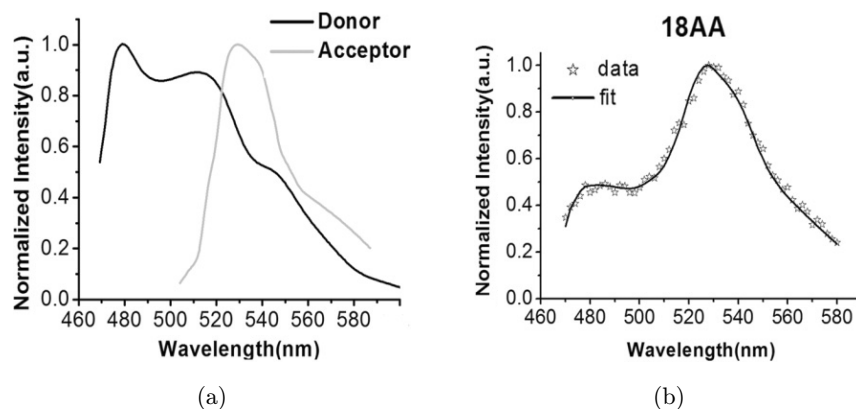 Donor
Acceptor
Normalized Intensity(a.u.)
1.0
0.8
0.6
0.4
0.2
0.0
460 480 500 520 540 560 580
Wavelength(nm)
(a)
18AA
data
fit
Normalized Intensity(a.u.)
1.0
0.8
0.6
0.4
0.2
0.0
460 480 500 520 540 560 580
Wavelength(nm)
(b)